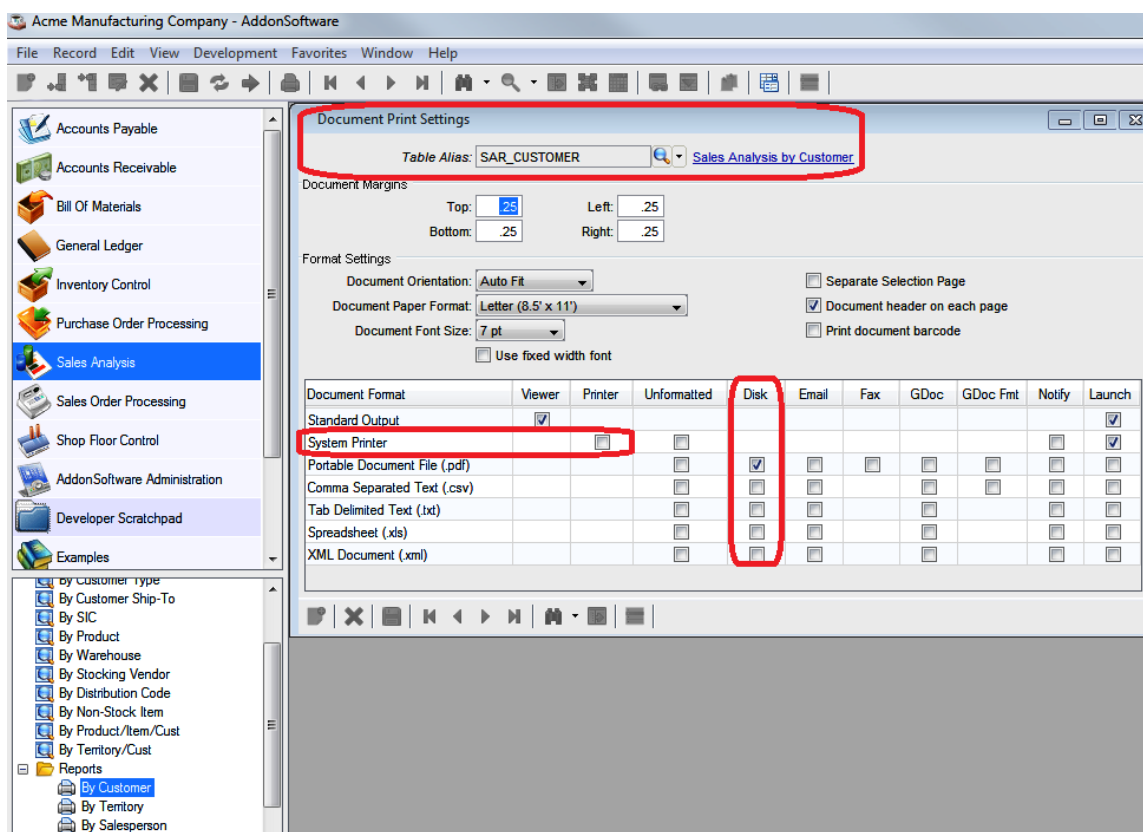 Acme Manufacturing Company - AddonSoftware
File Record Edit View Development Favorites Window Help
Accounts Payable
Accounts Receivable
Bill Of Materials
General Ledger
Inventory Control
Purchase Order Processing
Sales Analysis
Sales Order Processing
Shop Floor Control
AddonSoftware Administration
Developer Scratchpad
Examples
By Customer Type
By Customer Ship-To
By SIC
By Product
By Warehouse
By Stocking Vendor
By Distribution Code
By Non-Stock Item
By Product/Item/Cust
By Territory/Cust
Reports
By Customer
By Territory
By Salesperson
Document Print Settings
Table Alias: SAR_CUSTOMER Sales Analysis by Customer
Document Margins
Top: .25 Left: .25
Bottom: .25 Right: .25
Format Settings
Document Orientation: Auto Fit Separate Selection Page
Document Paper Format: Letter (8.5' x 11') Document header on each page
Document Font Size: 7 pt Print document barcode
Use fixed width font
Document Format Viewer Printer Unformatted Disk Email Fax GDoc GDoc Fmt Notify Launch
Standard Output
System Printer
Portable Document File (.pdf)
Comma Separated Text (.csv)
Tab Delimited Text (.txt)
Spreadsheet (.xls)
XML Document (.xml)